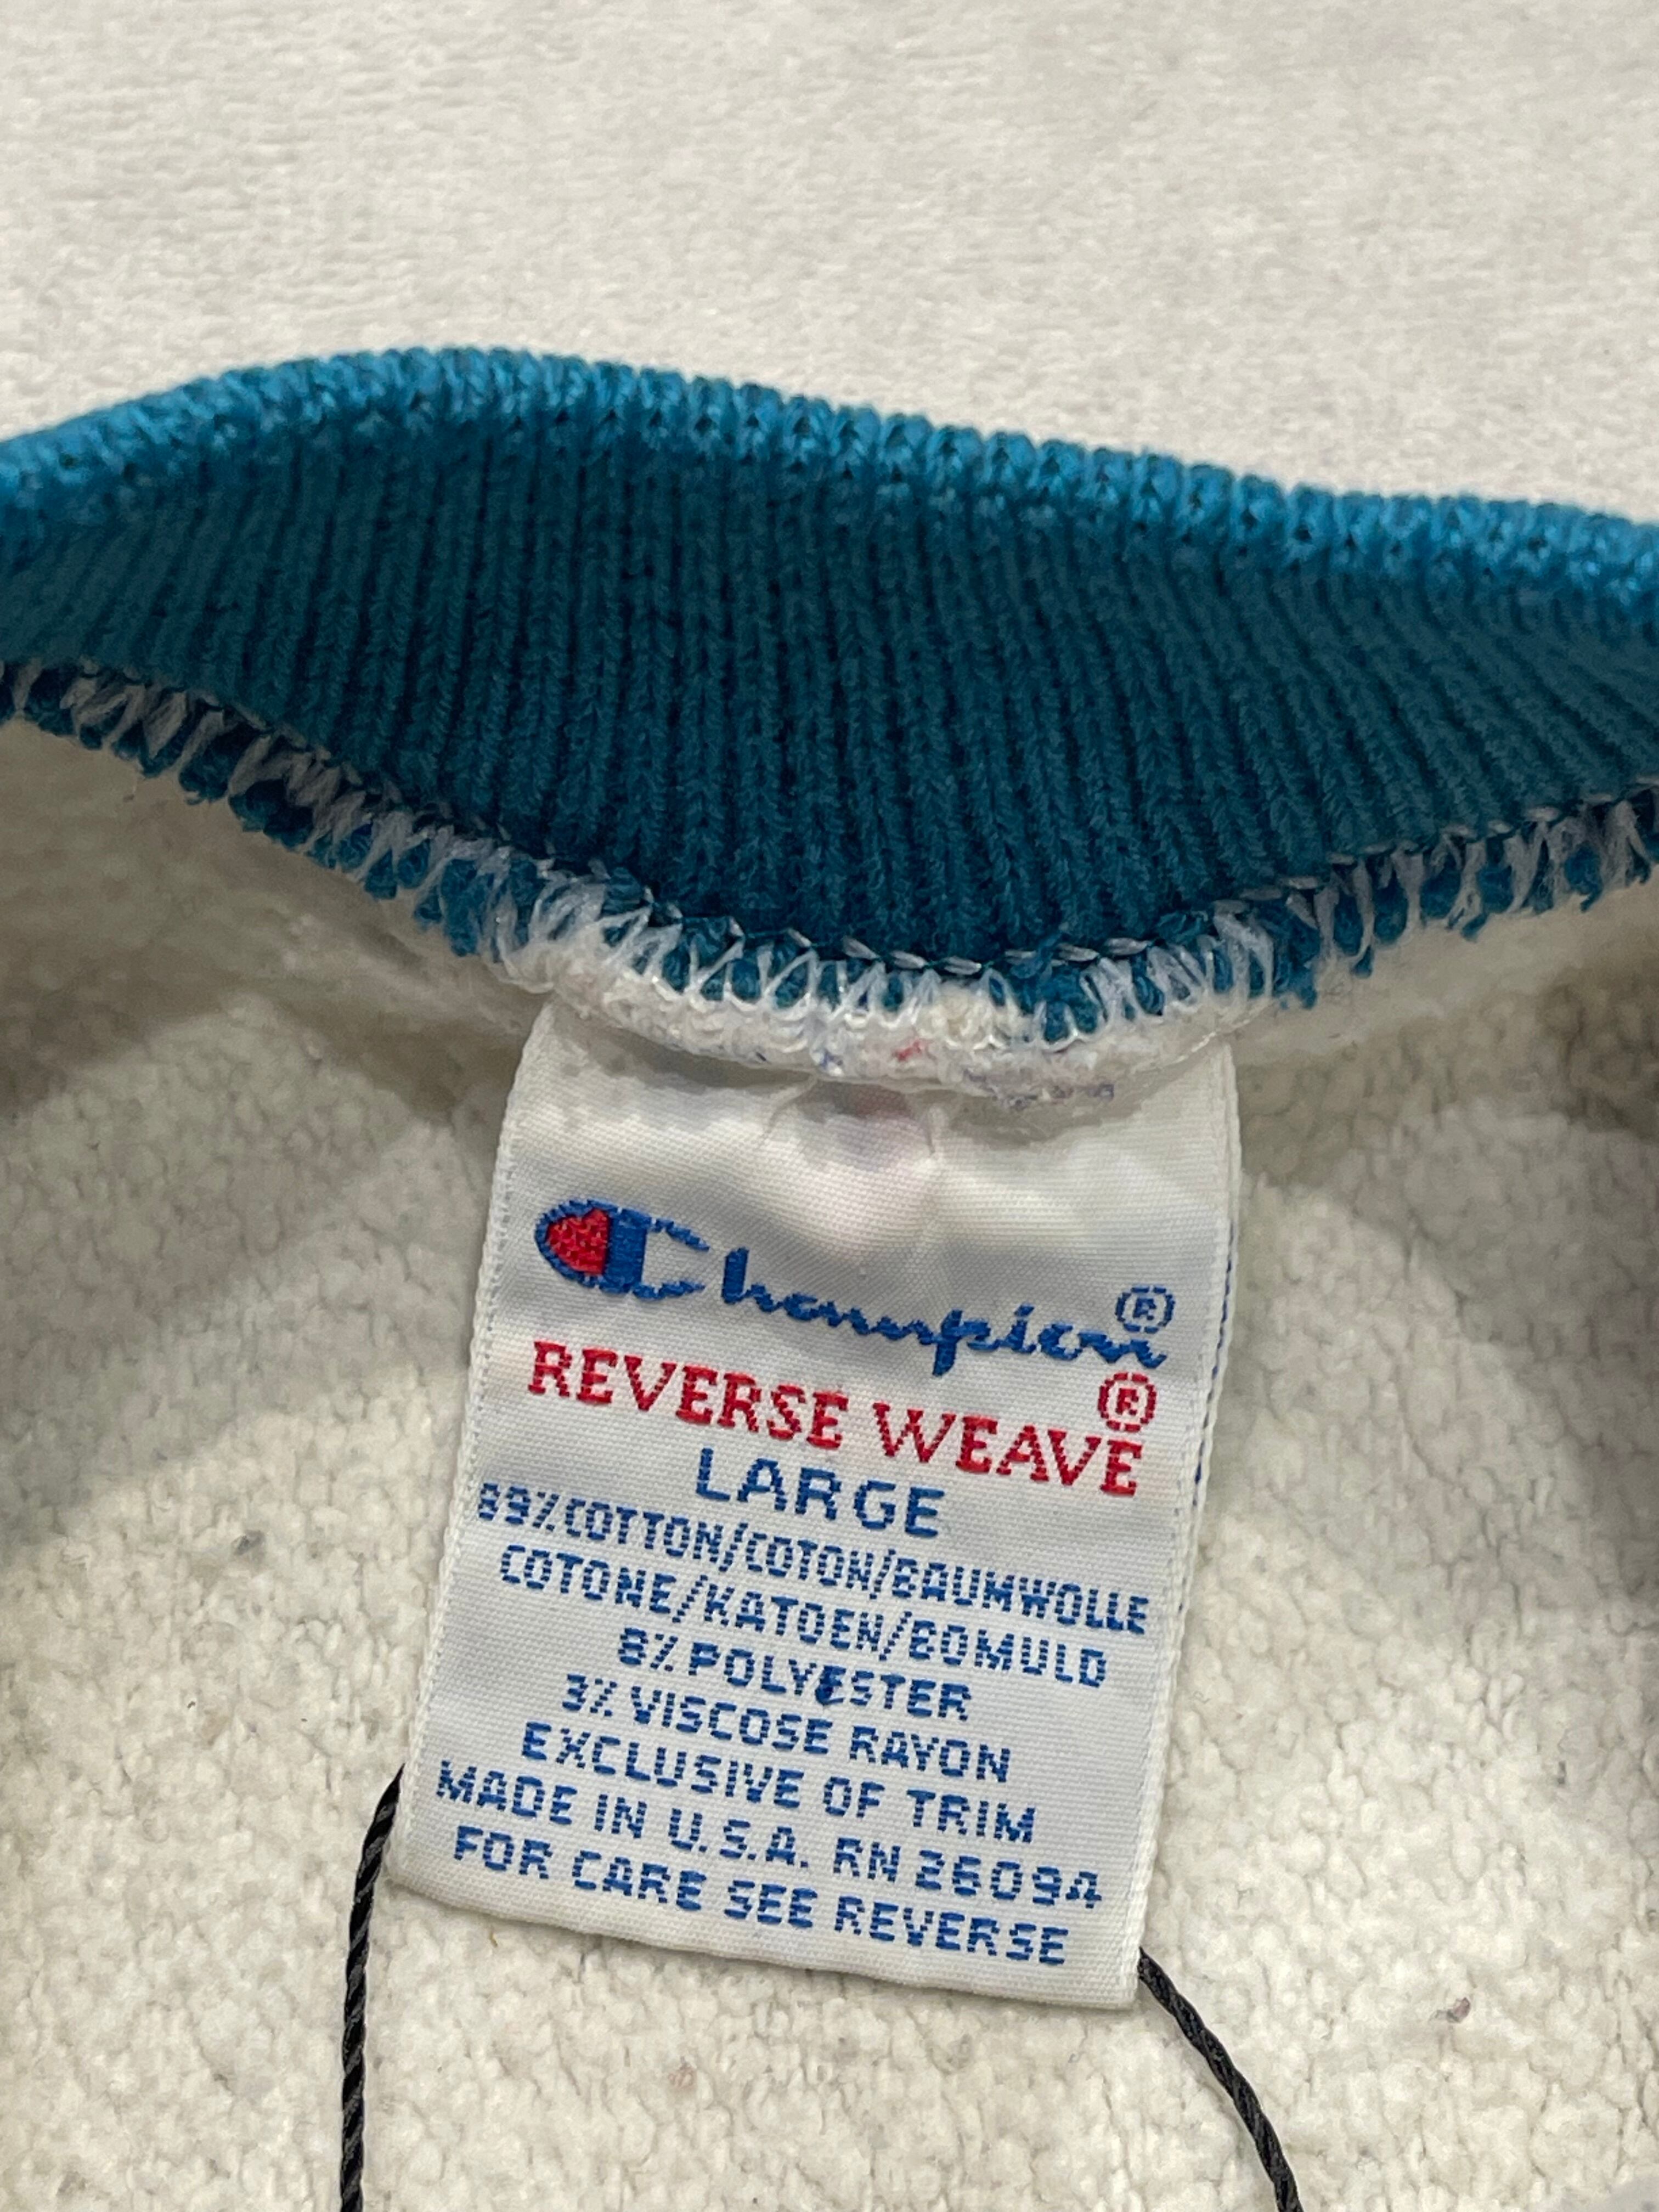 Champion®
REVERSE WEAVE®
LARGE
89%COTTON/COTON/BAUMWOLLE
COTONE/KATOEN/BOMULD
8%POLYESTER
3% VISCOSE RAYON
EXCLUSIVE OF TRIM
MADE IN U.S.A. RN 26094
FOR CARE SEE REVERSE